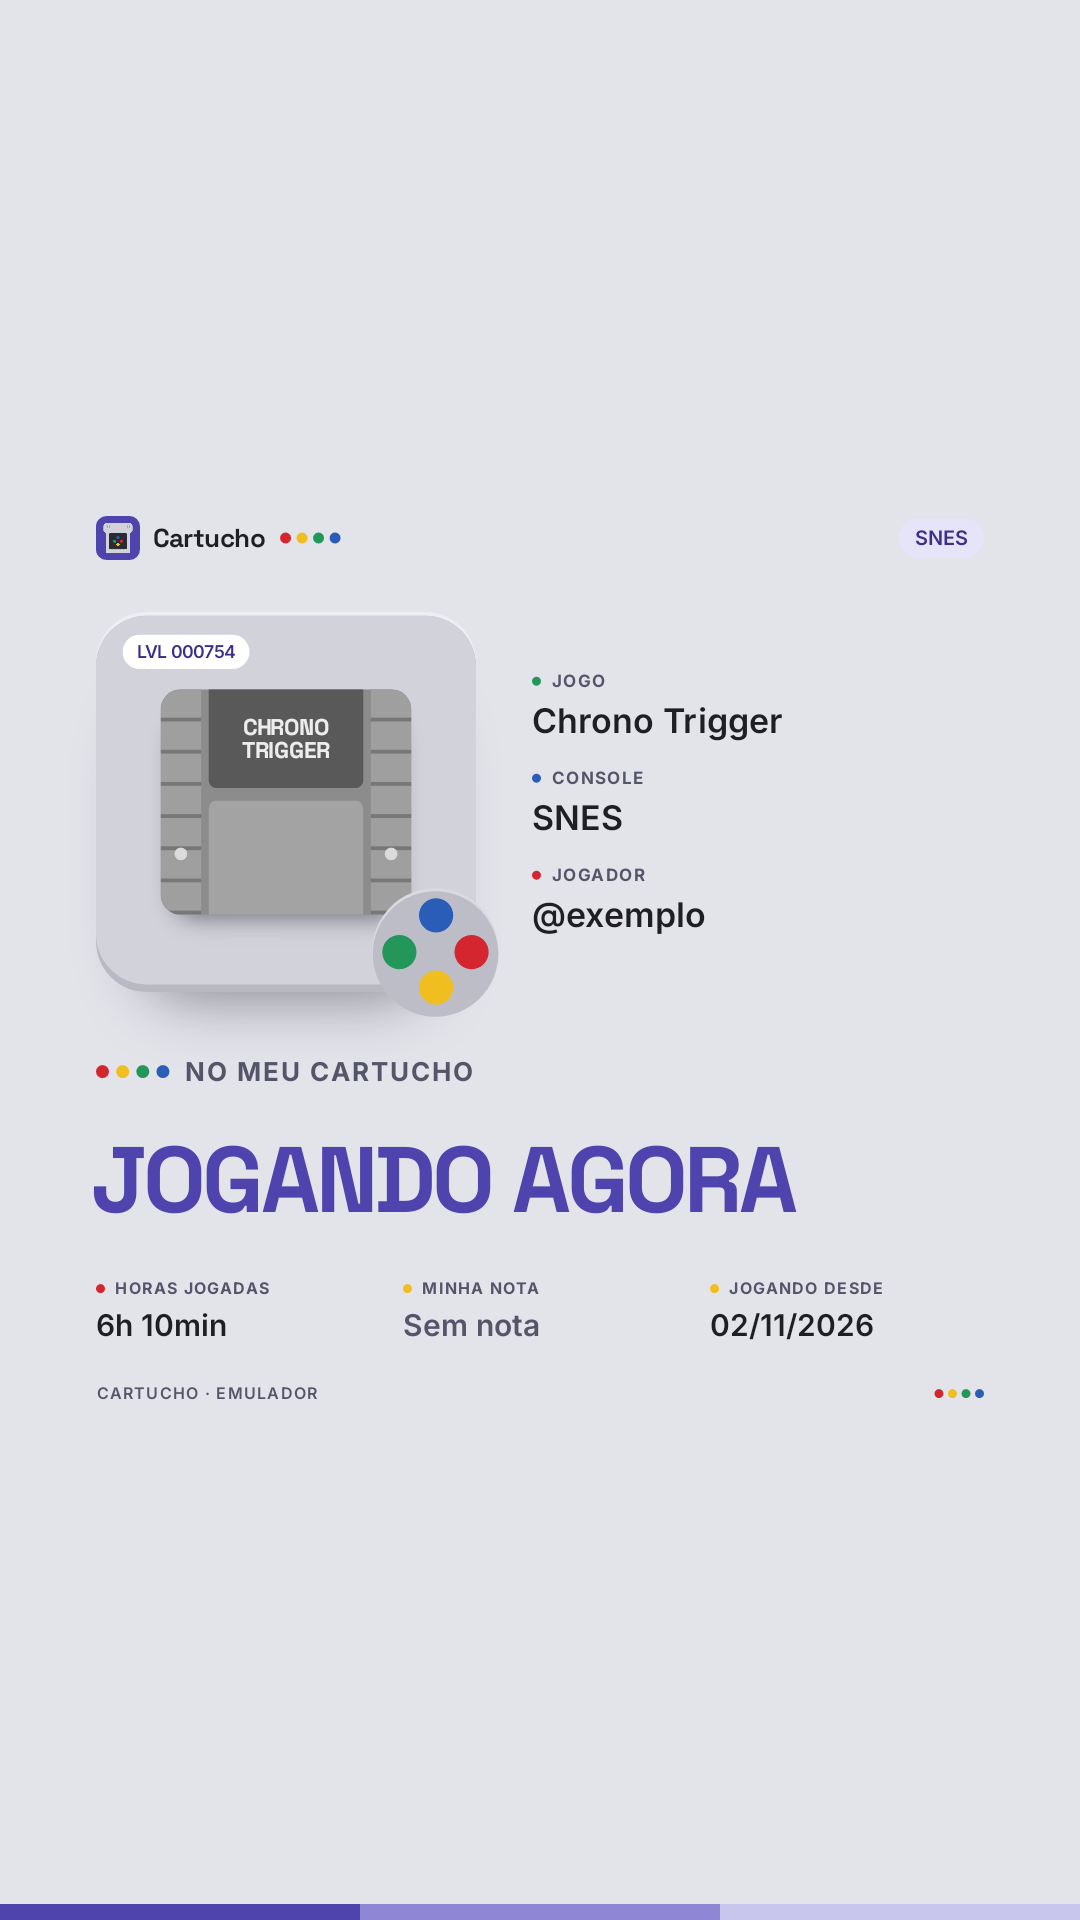 Cartucho
SNES
LVL 000754
CHRONO
TRIGGER
JOGO
Chrono Trigger
CONSOLE
SNES
JOGADOR
@exemplo
NO MEU CARTUCHO
JOGANDO AGORA
HORAS JOGADAS
6h 10min
MINHA NOTA
Sem nota
JOGANDO DESDE
02/11/2026
CARTUCHO · EMULADOR